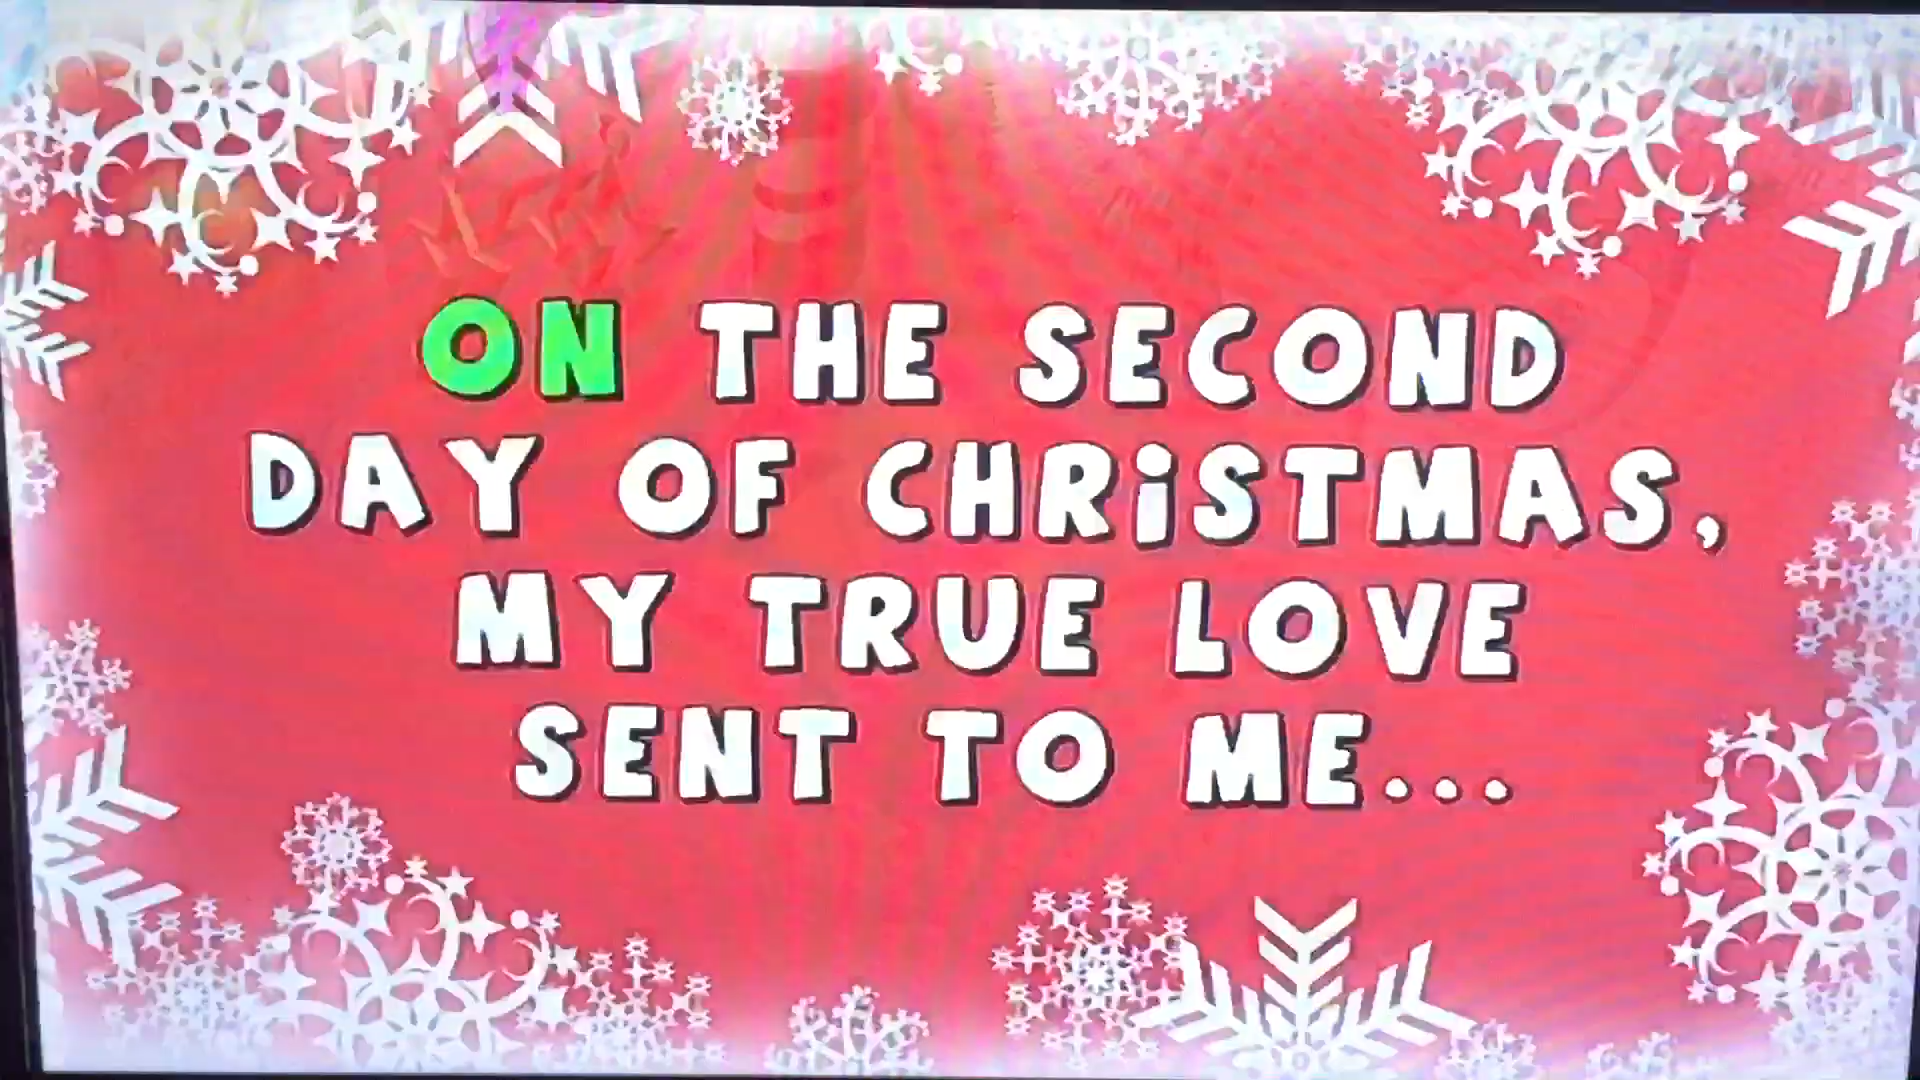 ON THE SECOND
DAY OF CHRiSTMAS,
MY TRUE LOVE
SENT TO ME...